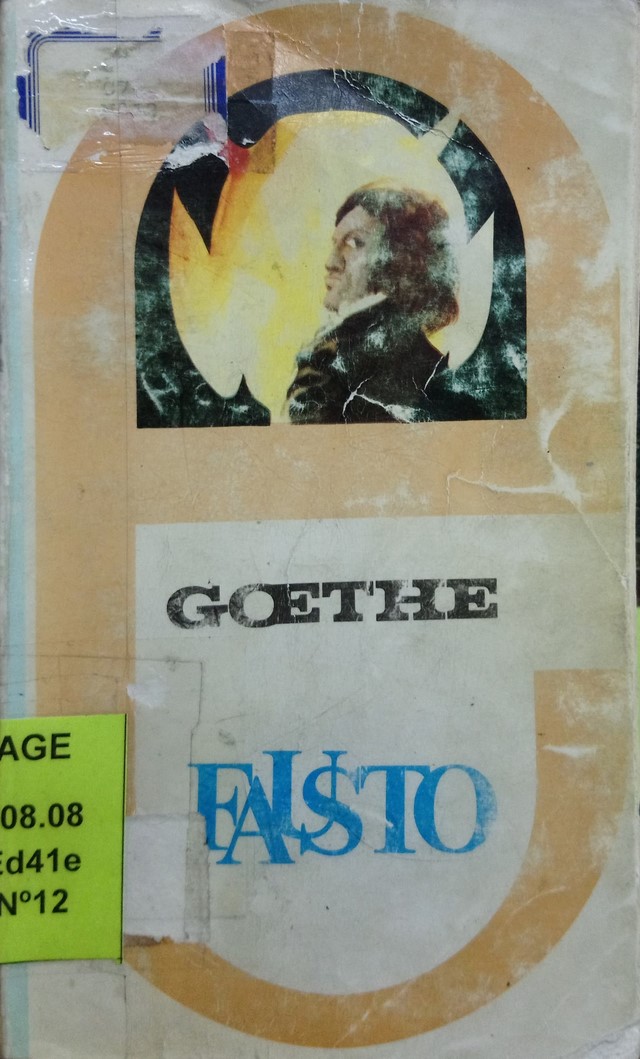 GOETHE
FAUSTO
AGE
08.08
Ed41e
Nº12